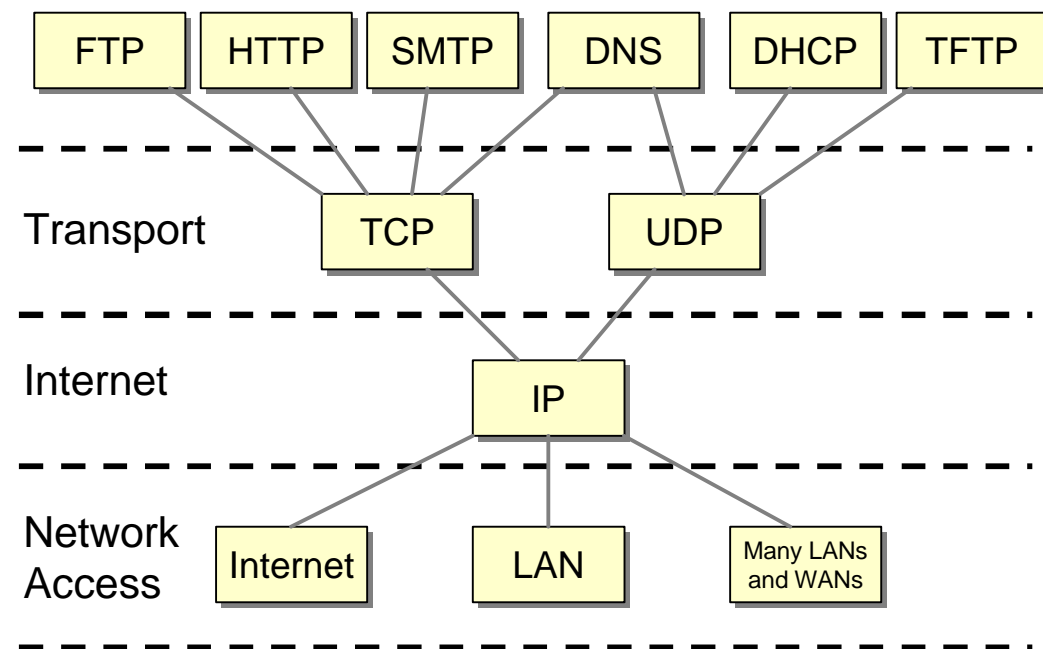 FTP
HTTP
SMTP
DNS
DHCP
TFTP
Transport
TCP
UDP
Internet
IP
Network
Access
Internet
LAN
Many LANs
and WANs